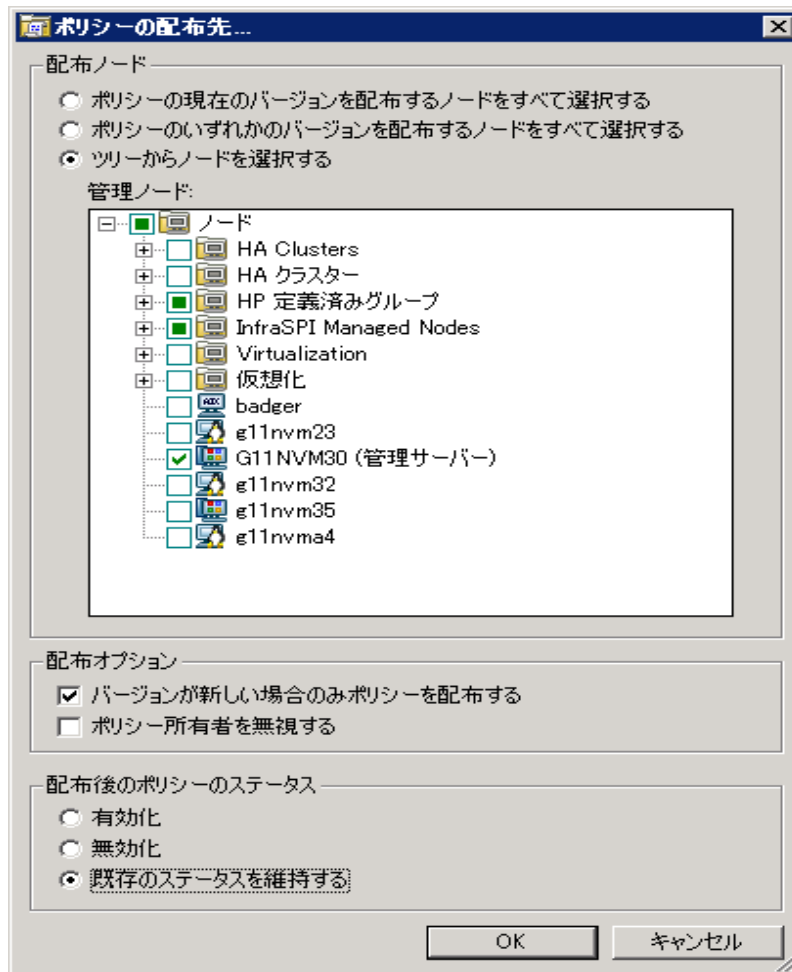 ポリシーの配布先...
配布ノード
ポリシーの現在のバージョンを配布するノードをすべて選択する
ポリシーのいずれかのバージョンを配布するノードをすべて選択する
ツリーからノードを選択する
管理ノード:
ノード
HA Clusters
HA クラスター
HP 定義済みグループ
InfraSPI Managed Nodes
Virtualization
仮想化
AIX badger
g11nvm23
G11NVM30 (管理サーバー)
g11nvm32
g11nvm35
g11nvma4
配布オプション
バージョンが新しい場合のみポリシーを配布する
ポリシー所有者を無視する
配布後のポリシーのステータス
有効化
無効化
既存のステータスを維持する
OK キャンセル